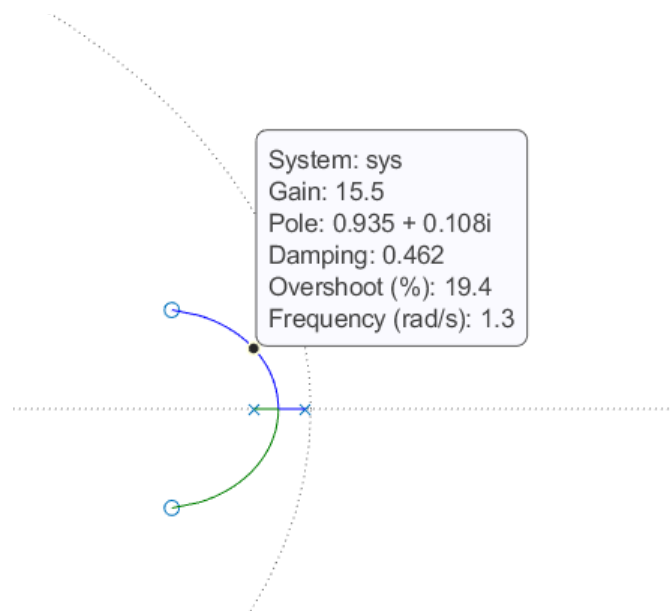 System: sys
Gain: 15.5
Pole: 0.935 + 0.108i
Damping: 0.462
Overshoot (%): 19.4
Frequency (rad/s): 1.3